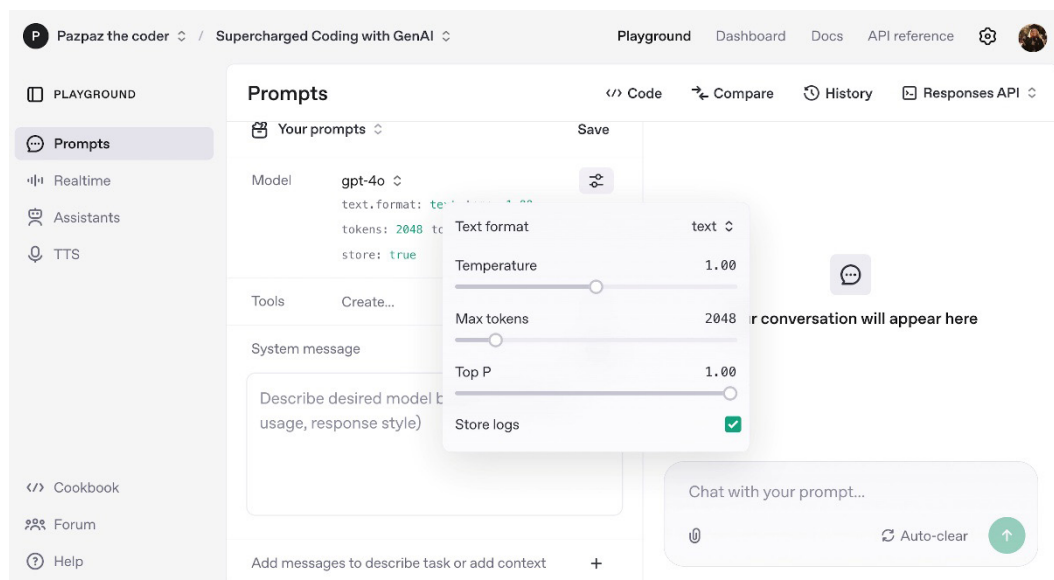 P Pazpaz the coder / Supercharged Coding with GenAI
Playground Dashboard Docs API reference
PLAYGROUND
Prompts
Realtime
Assistants
TTS
Cookbook
Forum
Help
Prompts
</> Code Compare History Responses API
Your prompts Save
Model gpt-4o
text.format:
tokens: 2048
store: true
Tools Create...
System message
Describe desired model
usage, response style)
Add messages to describe task or add context +
Text format text
Temperature 1.00
Max tokens 2048
Top P 1.00
Store logs
conversation will appear here
Chat with your prompt...
Auto-clear